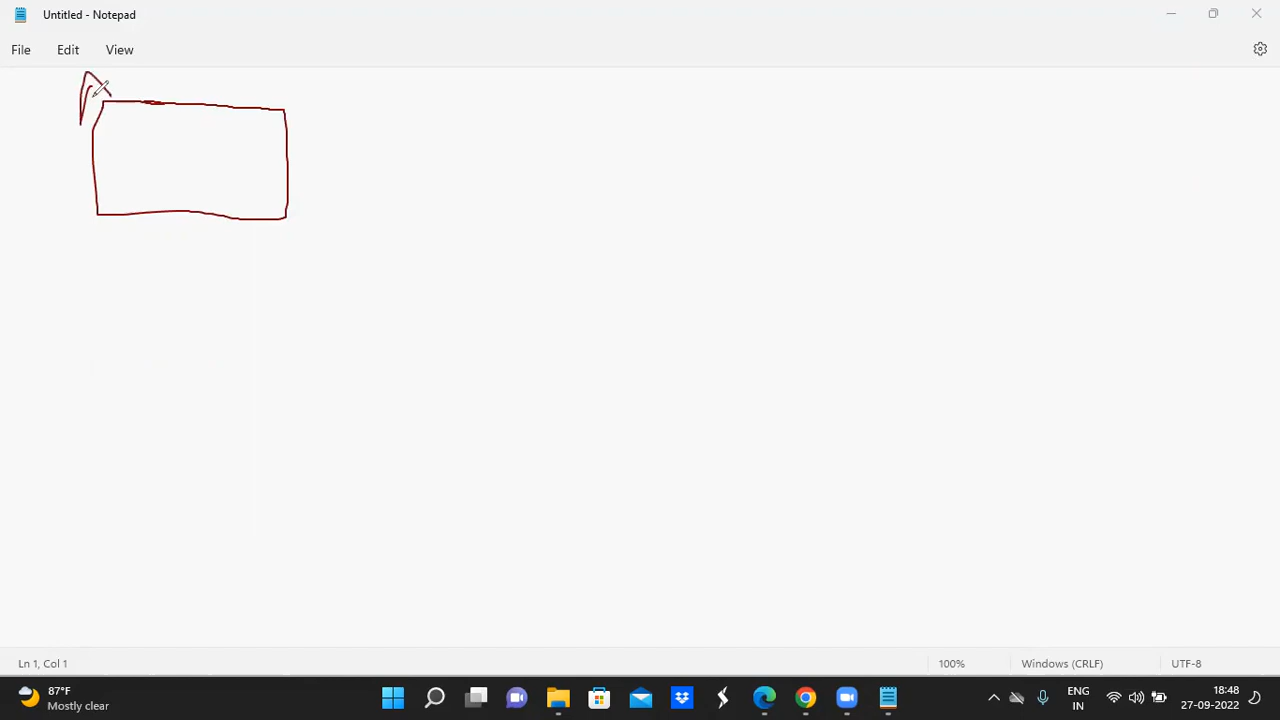 Untitled - Notepad
File Edit View
Ln 1, Col 1 100% Windows (CRLF) UTF-8
87°F
Mostly clear
ENG
IN
18:48
27-09-2022